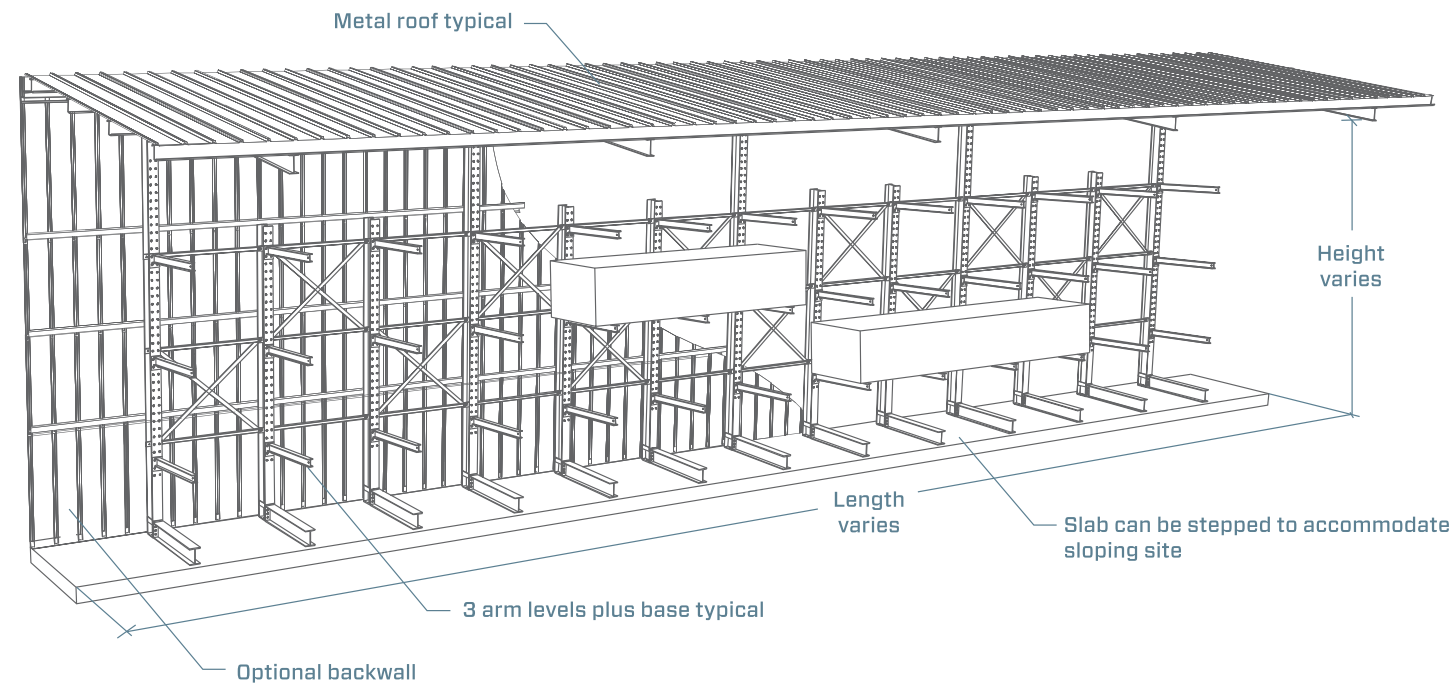 Metal roof typical
Height
varies
Length
varies
Slab can be stepped to accommodate
sloping site
3 arm levels plus base typical
Optional backwall